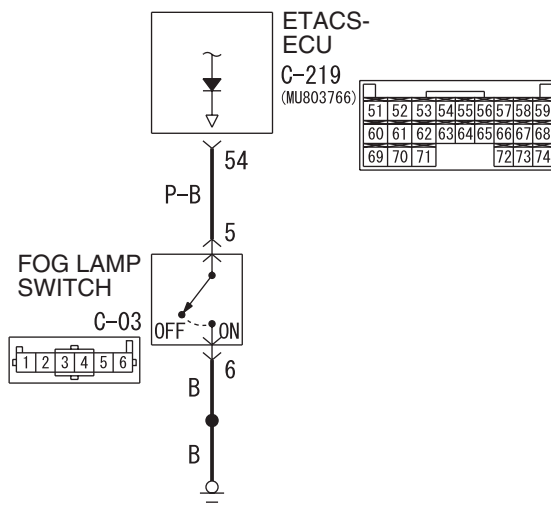 ETACS-
ECU
C-219
(MU803766)
51 52 53 54 55 56 57 58 59
60 61 62 63 64 65 66 67 68
69 70 71 72 73 74
54
P-B
5
FOG LAMP
SWITCH
C-03
OFF ON
1 2 3 4 5 6
6
B
B